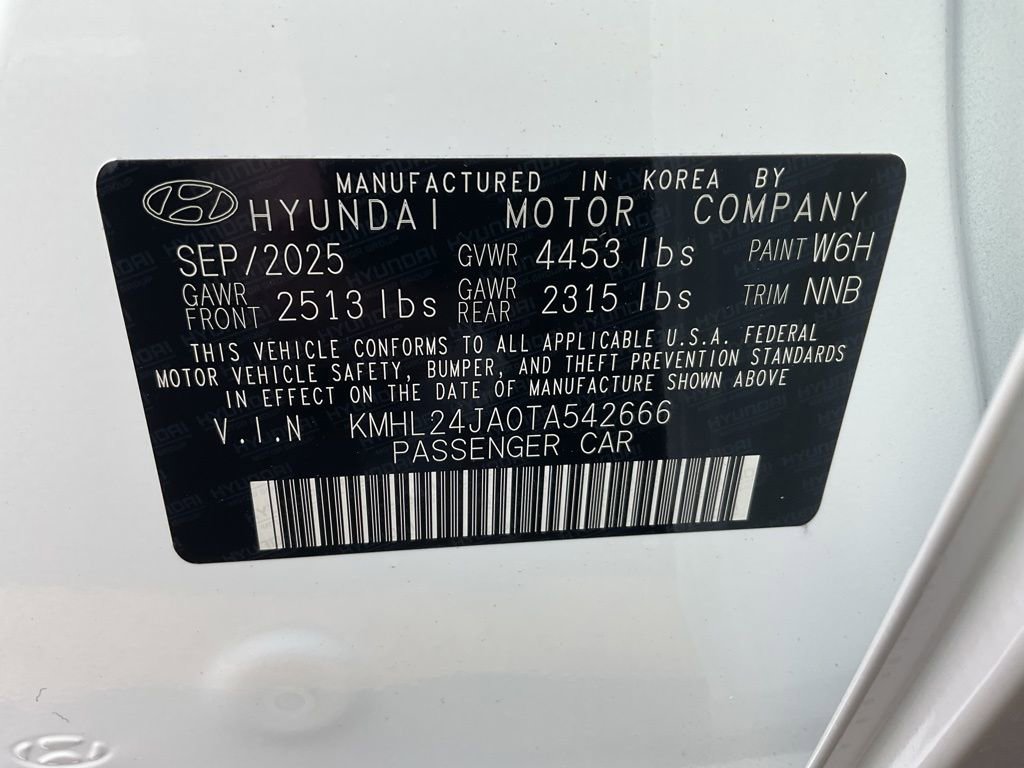 MANUFACTURED IN KOREA BY
HYUNDAI MOTOR COMPANY
SEP/2025 GVWR 4453 lbs PAINT W6H
GAWR FRONT 2513 lbs GAWR REAR 2315 lbs TRIM NNB
THIS VEHICLE CONFORMS TO ALL APPLICABLE U.S.A. FEDERAL
MOTOR VEHICLE SAFETY, BUMPER, AND THEFT PREVENTION STANDARDS
IN EFFECT ON THE DATE OF MANUFACTURE SHOWN ABOVE
V.I.N KMHL24JA0TA542666
PASSENGER CAR